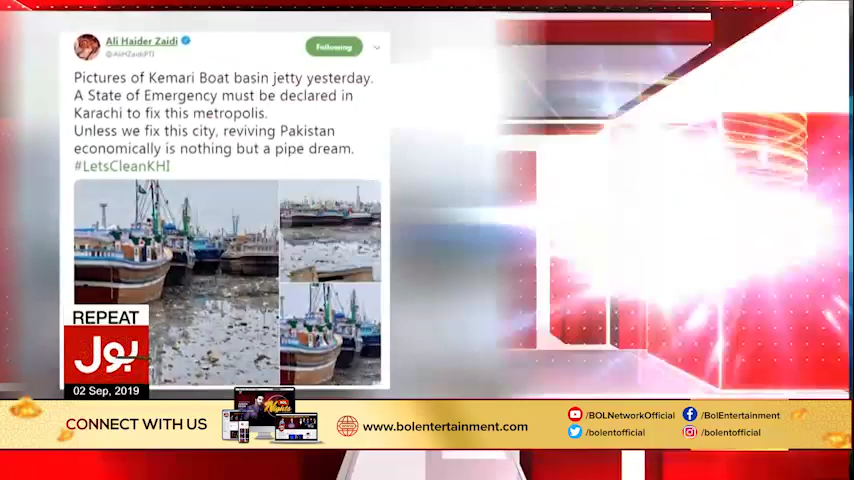 Ali Haider Zaidi
@AliHZaidiPTI
Following
Pictures of Kemari Boat basin jetty yesterday.
A State of Emergency must be declared in
Karachi to fix this metropolis.
Unless we fix this city, reviving Pakistan
economically is nothing but a pipe dream.
#LetsCleanKHI
REPEAT
بول
02 Sep, 2019
CONNECT WITH US
Nights
www.bolentertainment.com
/BOLNetworkOfficial
/BolEntertainment
/bolentofficial
/bolentofficial